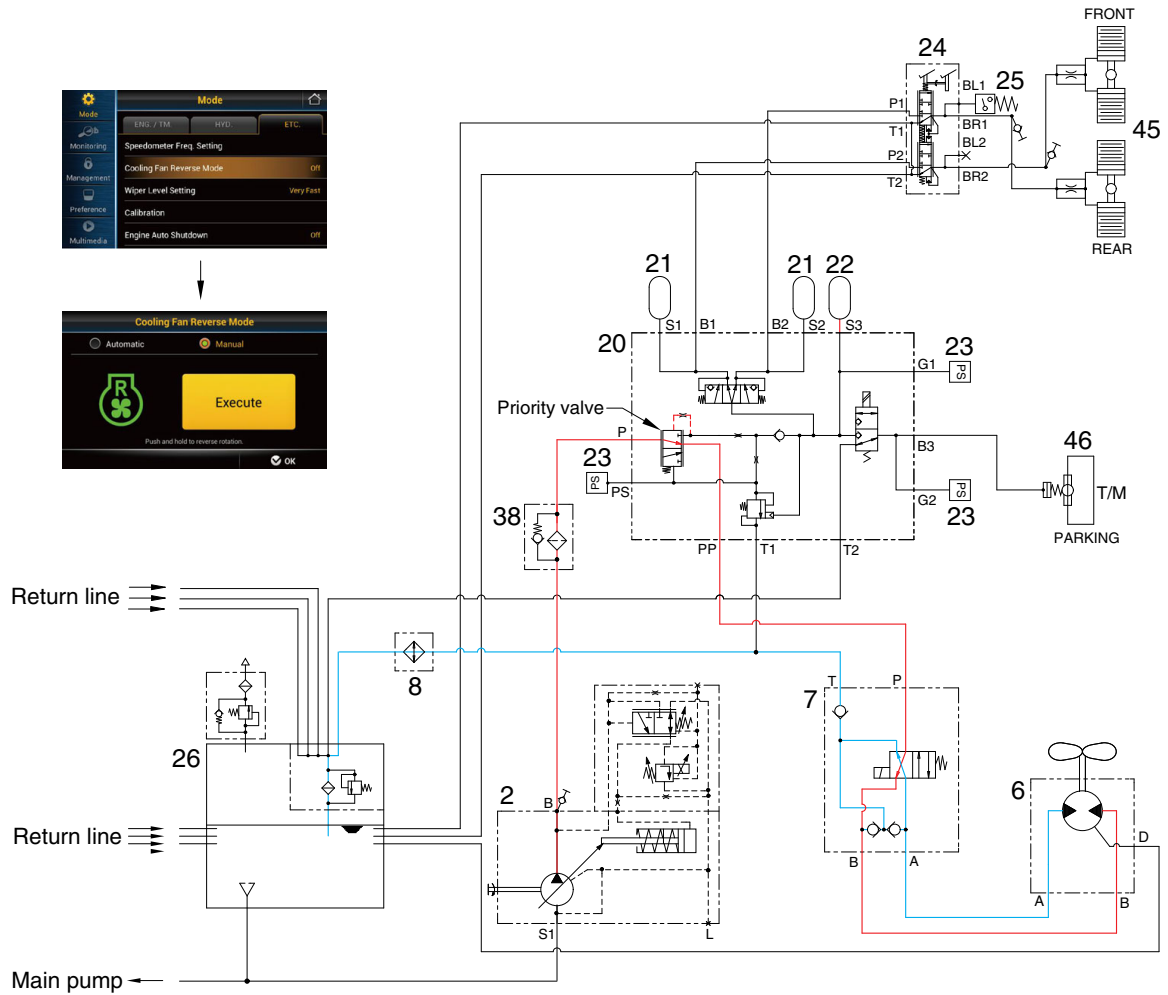 FRONT
24
BL1
25
P1
T1
BR1
BL2
P2
T2
BR2
45
REAR
Mode
Mode
ENG. / TM.
HYD.
ETC.
Monitoring
Speedometer Freq. Setting
Management
Cooling Fan Reverse Mode
Off
Wiper Level Setting
Very Fast
Preference
Calibration
Multimedia
Engine Auto Shutdown
Off
Cooling Fan Reverse Mode
Automatic
Manual
R
Execute
Push and hold to reverse rotation.
OK
21
21
22
S1
B1
B2
S2
S3
20
G1
23
PS
Priority valve
P
B3
46
23
PS
PS
G2
PS
23
T/M
PARKING
38
PP
T1
T2
Return line
8
T
P
7
26
2
B
6
D
Return line
B
A
A
B
S1
L
Main pump